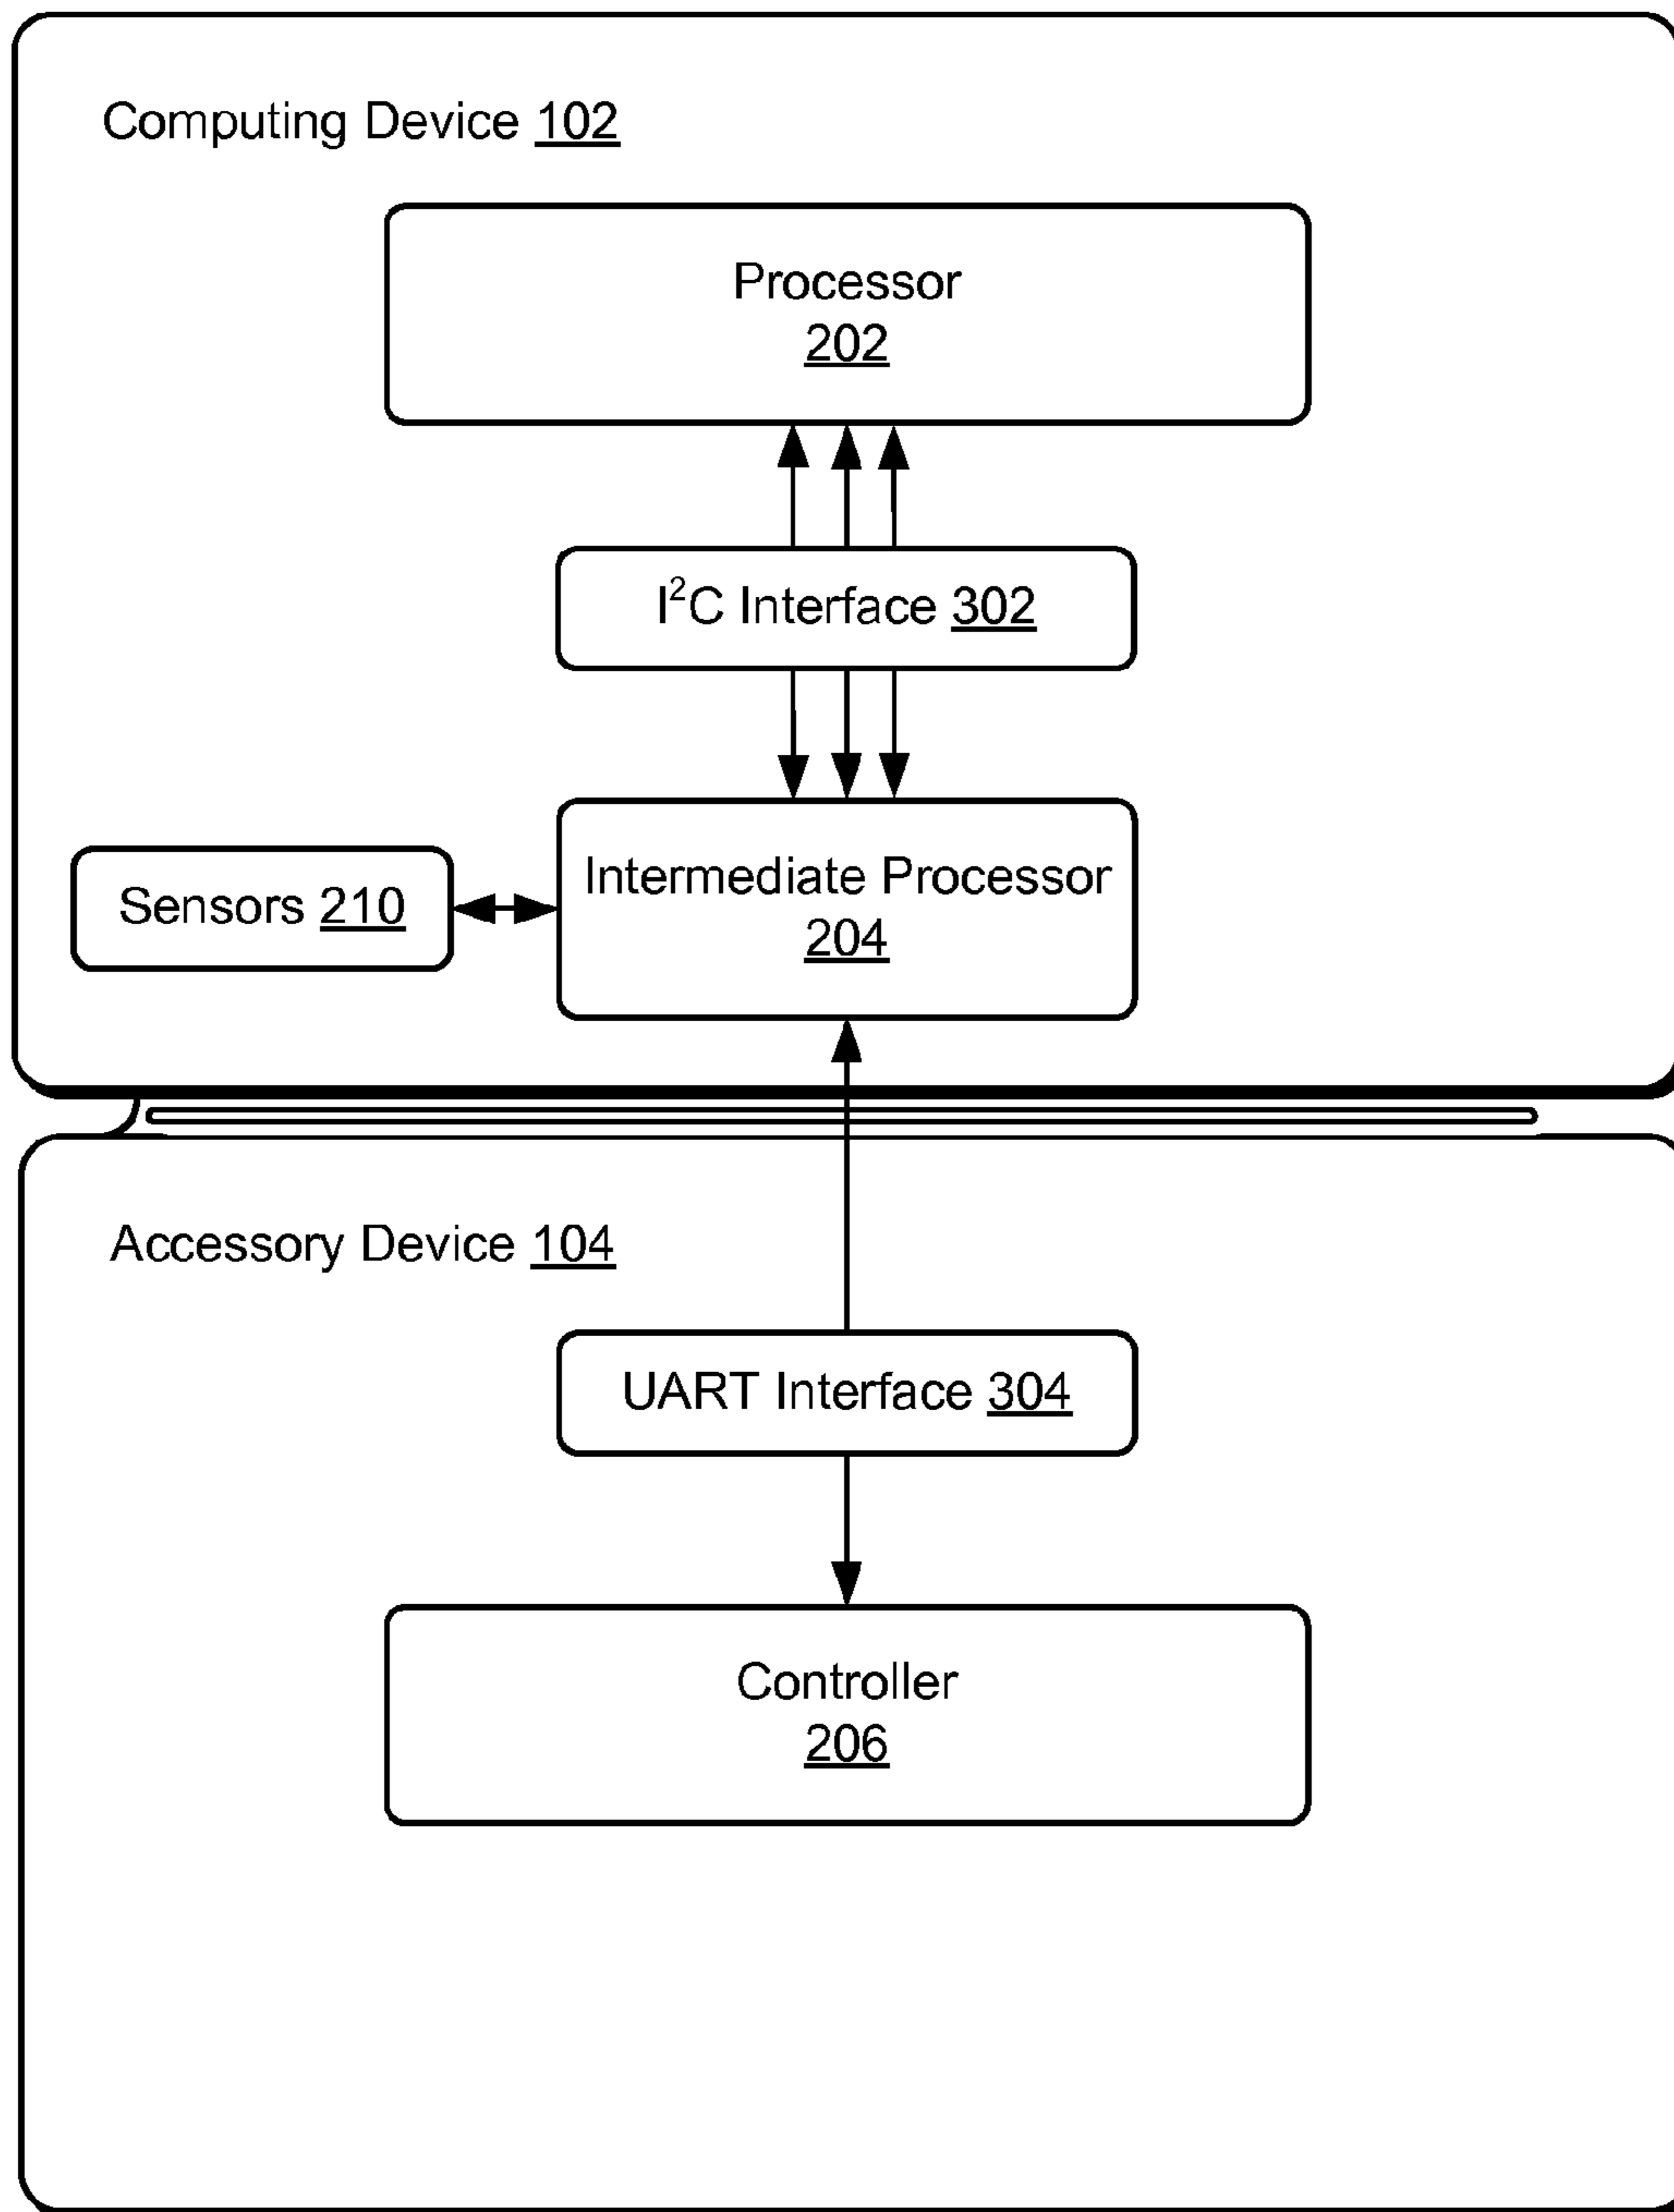 Computing Device 102
Processor
202
I²C Interface 302
Intermediate Processor
204
Sensors 210
Accessory Device 104
UART Interface 304
Controller
206